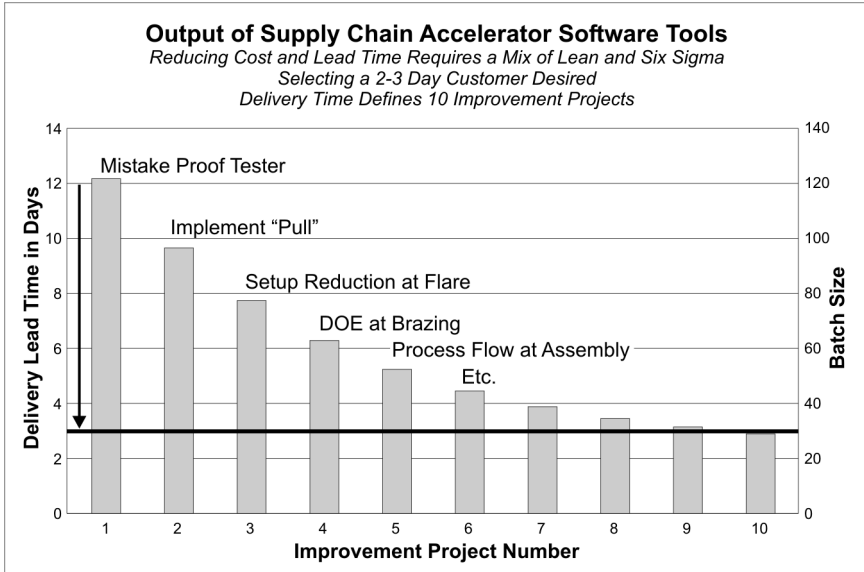 Output of Supply Chain Accelerator Software Tools
Reducing Cost and Lead Time Requires a Mix of Lean and Six Sigma
Selecting a 2-3 Day Customer Desired
Delivery Time Defines 10 Improvement Projects
Delivery Lead Time in Days
14
12
10
8
6
4
2
0
Mistake Proof Tester
Implement “Pull”
Setup Reduction at Flare
DOE at Brazing
Process Flow at Assembly
Etc.
140
120
100
80
60
40
20
0
Batch Size
1 2 3 4 5 6 7 8 9 10
Improvement Project Number